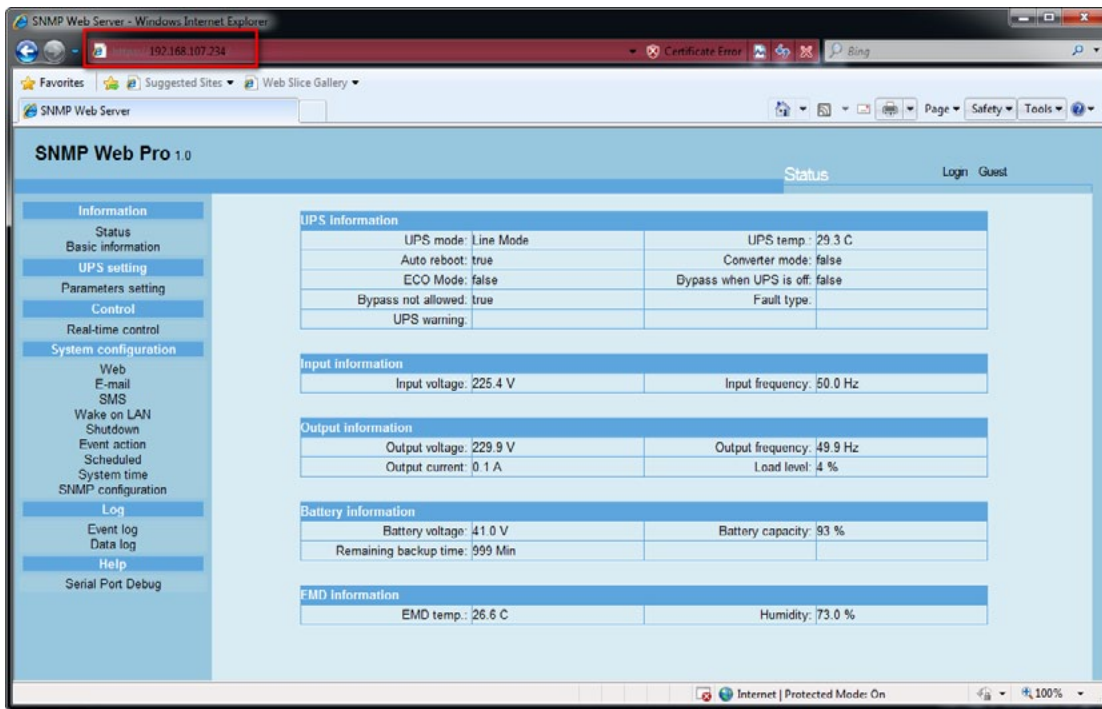 SNMP Web Server - Windows Internet Explorer
https://192.168.107.234
Certificate Error
Bing
Favorites
Suggested Sites
Web Slice Gallery
SNMP Web Server
Page
Safety
Tools
SNMP Web Pro 1.0
Status
Login Guest
Information
Status
Basic information
UPS setting
Parameters setting
Control
Real-time control
System configuration
Web
E-mail
SMS
Wake on LAN
Shutdown
Event action
Scheduled
System time
SNMP configuration
Log
Event log
Data log
Help
Serial Port Debug
UPS Information
UPS mode: Line Mode UPS temp.: 29.3 C
Auto reboot: true Converter mode: false
ECO Mode: false Bypass when UPS is off: false
Bypass not allowed: true Fault type:
UPS warning:
Input information
Input voltage: 225.4 V Input frequency: 50.0 Hz
Output information
Output voltage: 229.9 V Output frequency: 49.9 Hz
Output current: 0.1 A Load level: 4 %
Battery information
Battery voltage: 41.0 V Battery capacity: 93 %
Remaining backup time: 999 Min
EMD Information
EMD temp.: 26.6 C Humidity: 73.0 %
Internet | Protected Mode: On
100%